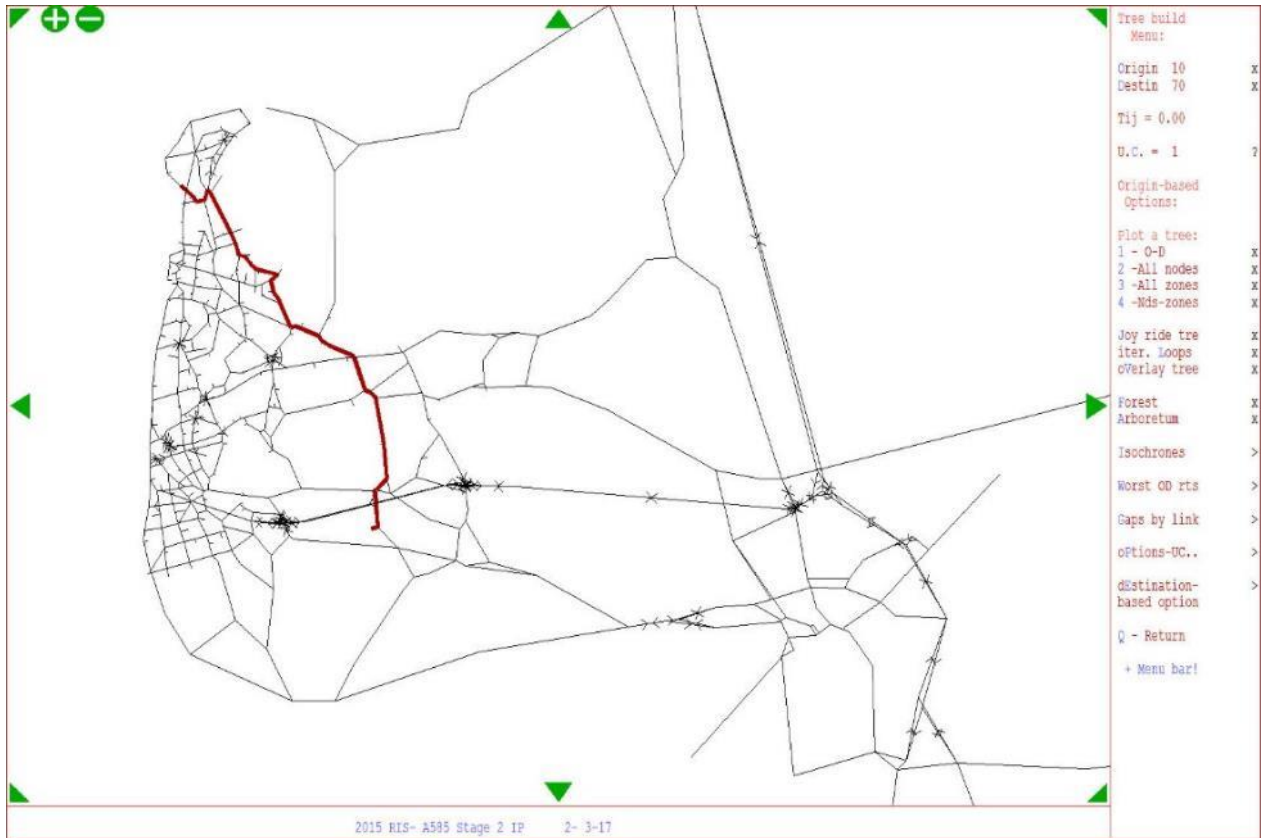 Tree build
Menu:
Origin 10 x
Destin 70 x
Tij = 0.00
U.C. = 1 ?
Origin-based
Options:
Plot a tree:
1 - O-D x
2 -All nodes x
3 -All zones x
4 -Nds-zones x
Joy ride tre x
iter. Loops x
oVerlay tree x
Forest x
Arboretum x
Isochrones >
Worst OD rts >
Gaps by link >
oPtions-UC.. >
dEstination- >
based option
Q - Return
+ Menu bar!
2015 RIS- A585 Stage 2 IP 2- 3-17